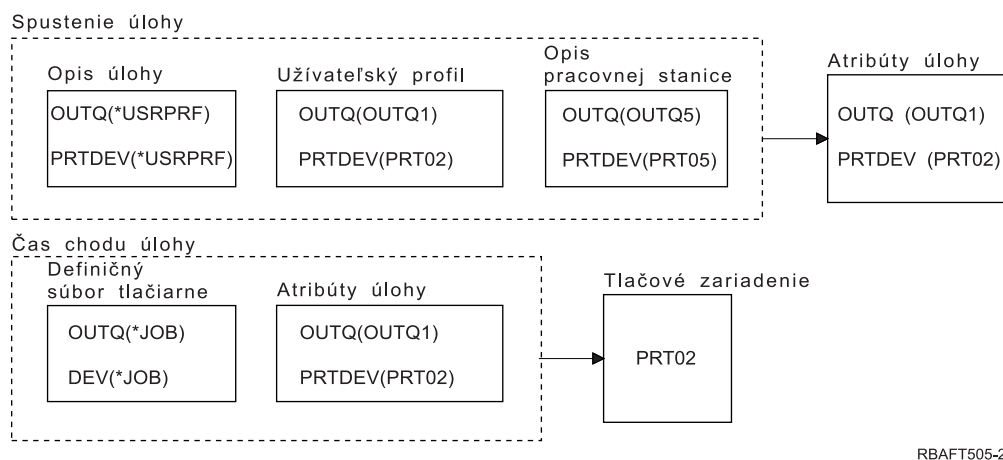 Spustenie úlohy
Opis úlohy
OUTQ(*USRPRF)
PRTDEV(*USRPRF)
Užívateľský profil
OUTQ(OUTQ1)
PRTDEV(PRT02)
Opis
pracovnej stanice
OUTQ(OUTQ5)
PRTDEV(PRT05)
Atribúty úlohy
OUTQ (OUTQ1)
PRTDEV (PRT02)
Čas chodu úlohy
Definičný
súbor tlačiarne
OUTQ(*JOB)
DEV(*JOB)
Atribúty úlohy
OUTQ(OUTQ1)
PRTDEV(PRT02)
Tlačové zariadenie
PRT02
RBAFT505-2